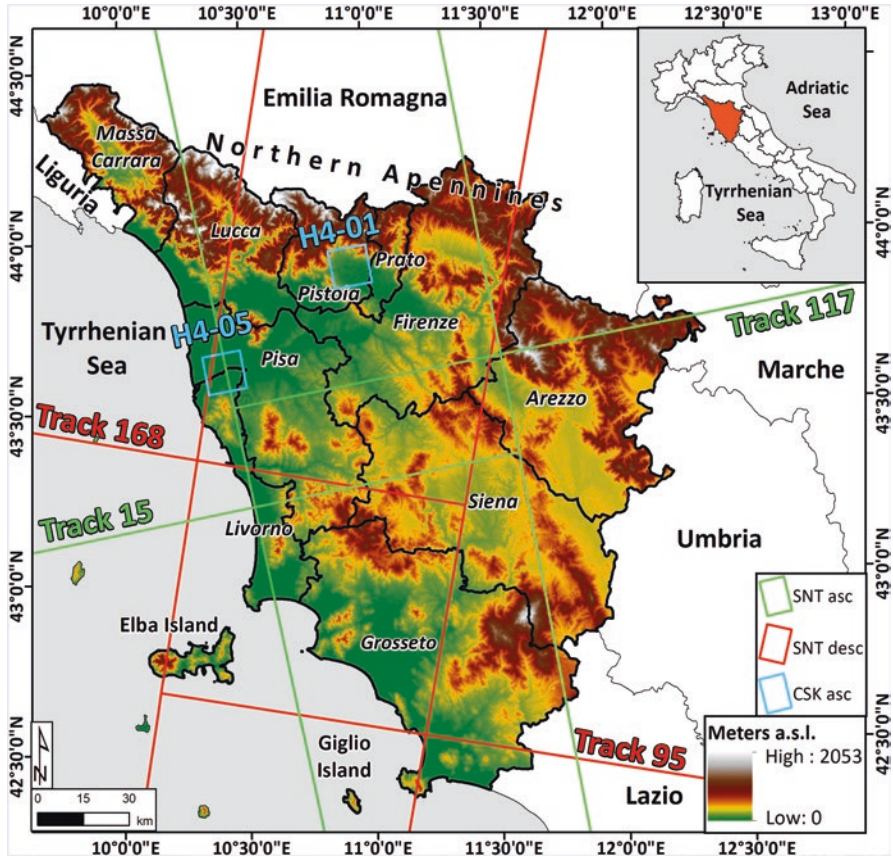 10°0'0"E
10°30'0"E
11°0'0"E
11°30'0"E
12°0'0"E
12°30'0"E
13°0'0"E
44°30'0"N
44°0'0"N
43°30'0"N
43°0'0"N
42°30'0"N
Emilia Romagna
Northern Apennines
Massa
Carrara
Liguria
Lucca
H4-01
Prato
Pistoia
Firenze
H4-05
Pisa
Tyrrhenian
Sea
Track 117
Marche
Arezzo
Track 168
Siena
Track 15
Livorno
Umbria
Elba Island
Grosseto
Giglio
Island
Track 95
Lazio
Adriatic
Sea
Tyrrhenian
Sea
SNT asc
SNT desc
CSK asc
Meters a.s.l.
High : 2053
Low: 0
N
0 15 30
km
44°30'0"N
44°0'0"N
43°30'0"N
43°0'0"N
42°30'0"N
10°0'0"E
10°30'0"E
11°0'0"E
11°30'0"E
12°0'0"E
12°30'0"E